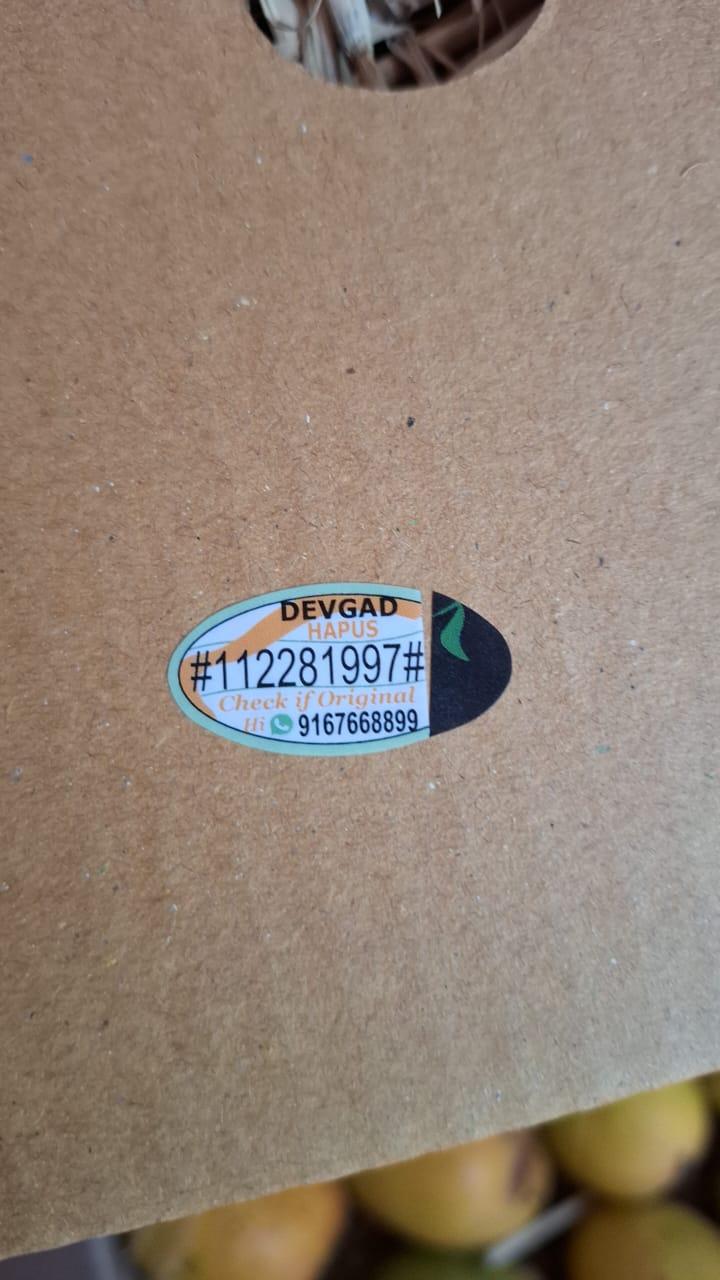 DEVGAD
HAPUS
#112281997#
Check if Original
Hi 9167668899